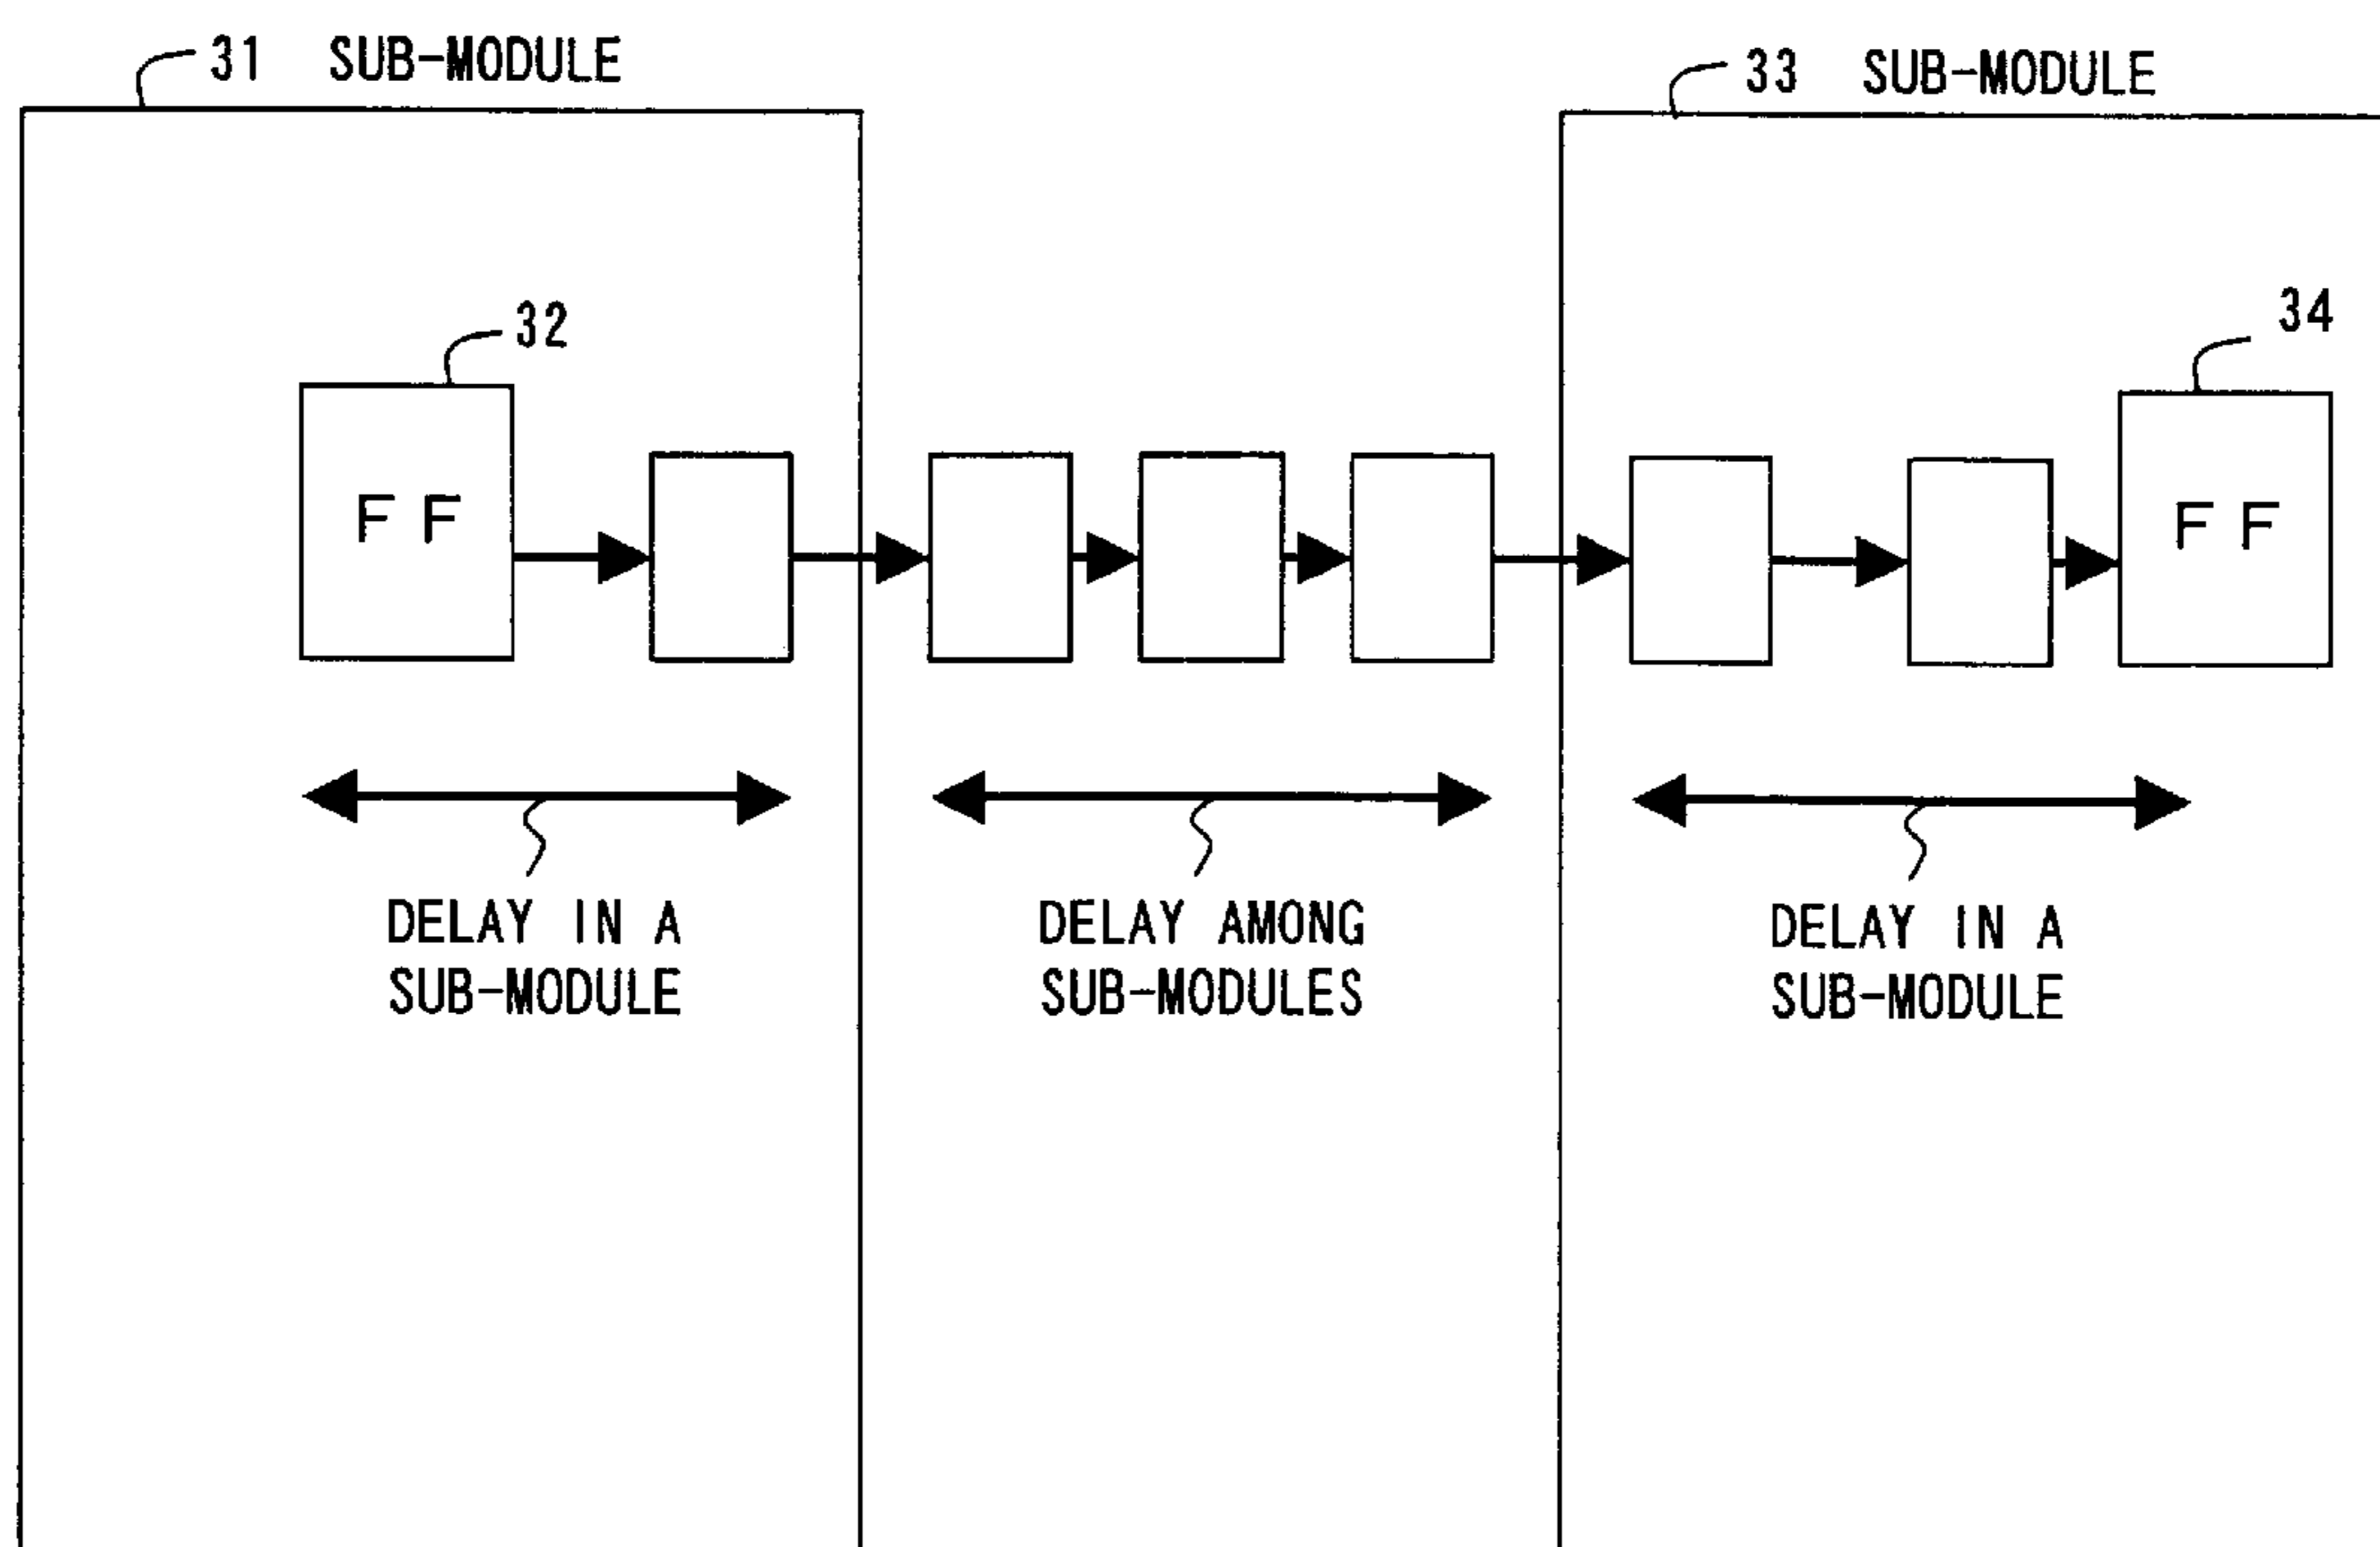 31 SUB-MODULE
33 SUB-MODULE
32
34
FF
FF
DELAY IN A
SUB-MODULE
DELAY AMONG
SUB-MODULES
DELAY IN A
SUB-MODULE